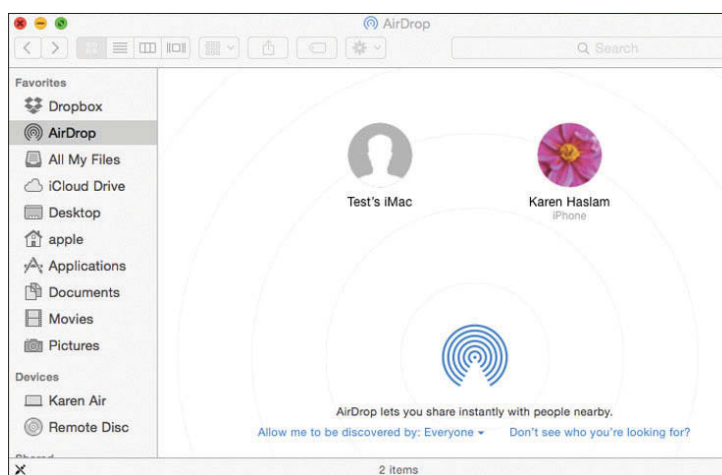 AirDrop
Search
Favorites
Dropbox
AirDrop
All My Files
iCloud Drive
Desktop
apple
Applications
Documents
Movies
Pictures
Devices
Karen Air
Remote Disc
Shared
Test's iMac
Karen Haslam
iPhone
AirDrop lets you share instantly with people nearby.
Allow me to be discovered by: Everyone
Don't see who you're looking for?
2 items